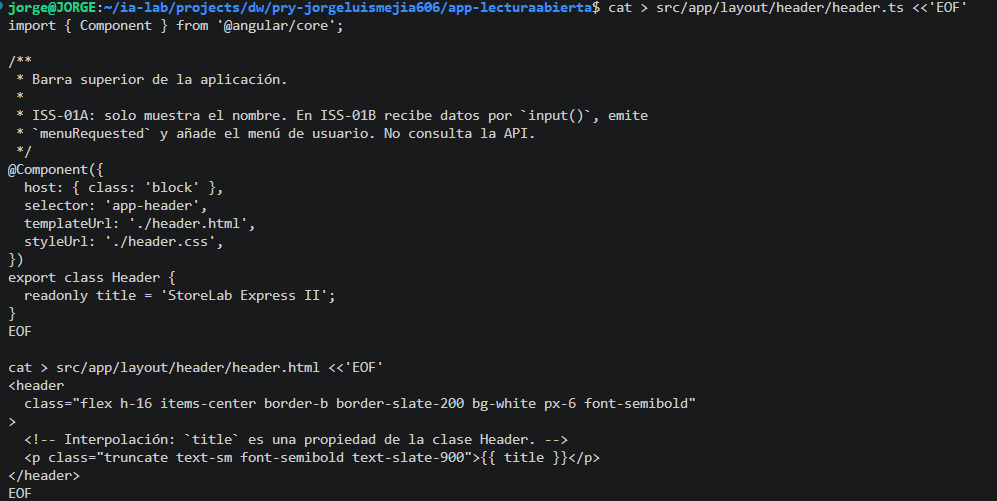 jorge@JORGE:~/ia-lab/projects/dw/pry-jorgeluismejia606/app-lecturaabierta$ cat > src/app/layout/header/header.ts <<'EOF'
import { Component } from '@angular/core';

/**
 * Barra superior de la aplicación.
 *
 * ISS-01A: solo muestra el nombre. En ISS-01B recibe datos por `input()`, emite
 * `menuRequested` y añade el menú de usuario. No consulta la API.
 */
@Component({
  host: { class: 'block' },
  selector: 'app-header',
  templateUrl: './header.html',
  styleUrl: './header.css',
})
export class Header {
  readonly title = 'StoreLab Express II';
}
EOF

cat > src/app/layout/header/header.html <<'EOF'
<header
  class="flex h-16 items-center border-b border-slate-200 bg-white px-6 font-semibold"
>
  <!-- Interpolación: `title` es una propiedad de la clase Header. -->
  <p class="truncate text-sm font-semibold text-slate-900">{{ title }}</p>
</header>
EOF